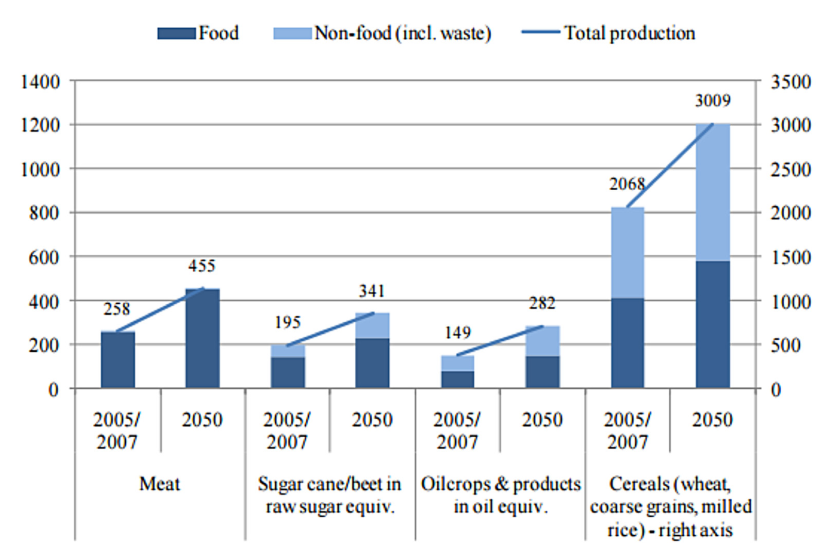 Food Non-food (incl. waste) Total production
1400 3500
3009
1200 3000
1000 2500
2068
800 2000
600 1500
455
400 1000
258 195 341 149 282
200 500
0 0
2005/ 2050 2005/ 2050 2005/ 2050 2005/ 2050
2007 2007 2007 2007
Meat Sugar cane/beet in Oilcrops & products Cereals (wheat,
raw sugar equiv. in oil equiv. coarse grains, milled
rice) - right axis